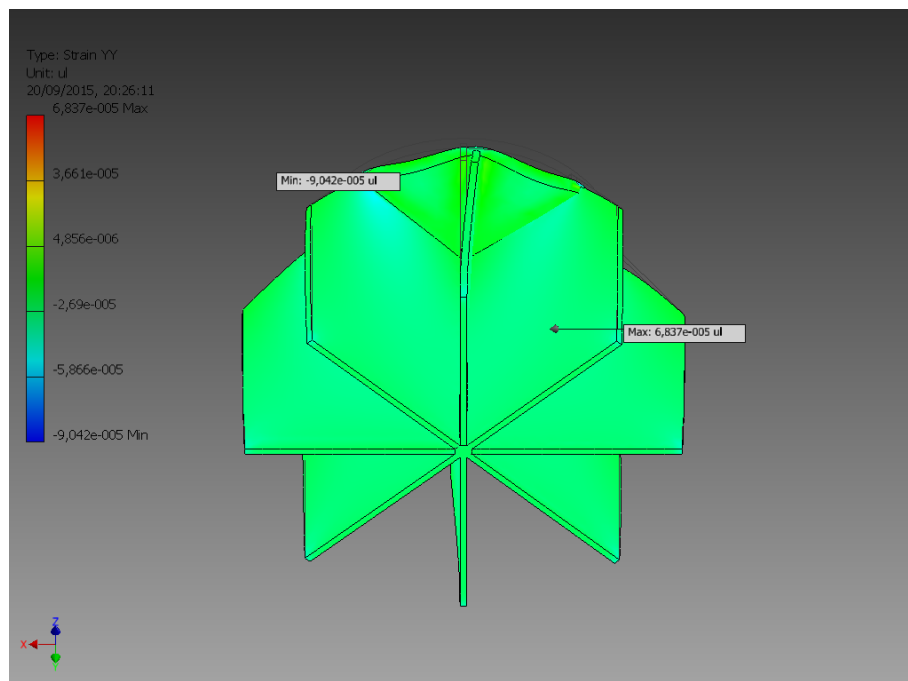 Type: Strain YY
Unit: ul
20/09/2015, 20:26:11
6,837e-005 Max
3,661e-005
4,856e-006
-2,69e-005
-5,866e-005
-9,042e-005 Min
Min: -9,042e-005 ul
Max: 6,837e-005 ul
Z
X